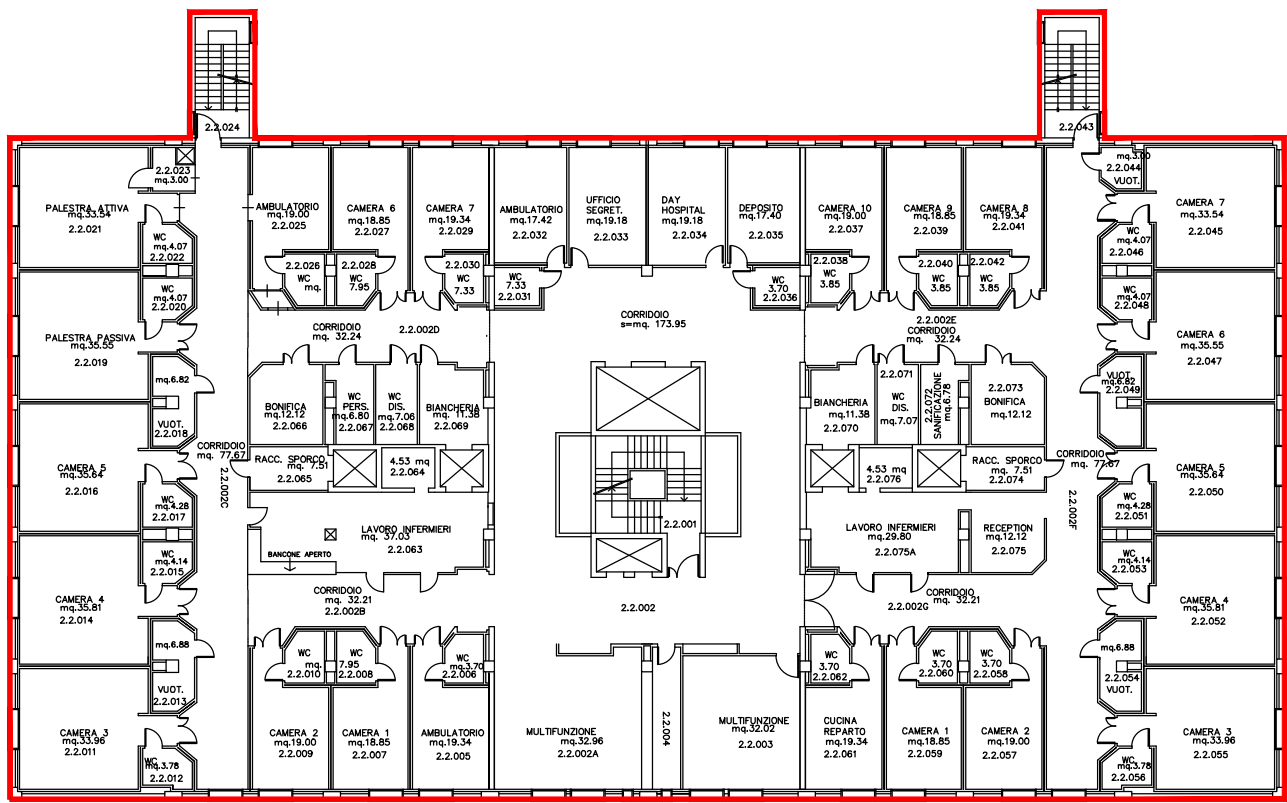 2.2.024
2.2.043
2.2.023
mq.3.00
PALESTRA ATTIVA
mq.33.54
2.2.021
WC
mq.4.07
2.2.022
AMBULATORIO
mq.19.00
2.2.025
CAMERA 6
mq.18.85
2.2.027
CAMERA 7
mq.19.34
2.2.029
AMBULATORIO
mq.17.42
2.2.032
UFFICIO
SEGRET.
mq.19.18
2.2.033
DAY
HOSPITAL
mq.19.18
2.2.034
DEPOSITO
mq.17.40
2.2.035
CAMERA 10
mq.19.00
2.2.037
CAMERA 9
mq.18.85
2.2.039
CAMERA 8
mq.19.34
2.2.041
mq.3.00
2.2.044
VUOT.
CAMERA 7
mq.33.54
2.2.045
WC
mq.4.07
2.2.046
2.2.026
WC
mq.
2.2.028
WC
7.95
2.2.030
WC
7.33
WC
7.33
2.2.031
WC
3.70
2.2.036
2.2.038
WC
3.85
2.2.040
WC
3.85
2.2.042
WC
3.85
WC
mq.4.07
2.2.020
PALESTRA PASSIVA
mq.35.55
2.2.019
CORRIDOIO
mq. 32.24
2.2.002D
CORRIDOIO
s=mq. 173.95
2.2.002E
CORRIDOIO
mq. 32.24
WC
mq.4.07
2.2.048
CAMERA 6
mq.35.55
2.2.047
mq.6.82
VUOT.
2.2.018
BONIFICA
mq.12.12
2.2.066
WC
PERS.
mq.6.80
2.2.067
WC
DIS.
mq.7.06
2.2.068
BIANCHERIA
mq.11.38
2.2.069
BIANCHERIA
mq.11.38
2.2.070
2.2.071
WC
DIS.
mq.7.07
2.2.072
SANIFICAZIONE
mq.6.78
2.2.073
BONIFICA
mq.12.12
VUOT.
mq.6.82
2.2.049
CORRIDOIO
mq. 77.67
2.2.002C
RACC. SPORCO
mq. 7.51
2.2.065
4.53 mq
2.2.064
4.53 mq
2.2.076
RACC. SPORCO
mq. 7.51
2.2.074
CORRIDOIO
mq. 77.67
2.2.002F
CAMERA 5
mq.35.64
2.2.016
WC
mq.4.28
2.2.017
CAMERA 5
mq.35.64
2.2.050
WC
mq.4.28
2.2.051
LAVORO INFERMIERI
mq.37.03
2.2.063
BANCONE APERTO
2.2.001
LAVORO INFERMIERI
mq.29.80
2.2.075A
RECEPTION
mq.12.12
2.2.075
WC
mq.4.14
2.2.015
WC
mq.4.14
2.2.053
CAMERA 4
mq.35.81
2.2.014
CORRIDOIO
mq. 32.21
2.2.002B
2.2.002
CORRIDOIO
mq. 32.21
2.2.002G
CAMERA 4
mq.35.81
2.2.052
mq.6.88
VUOT.
2.2.013
WC
mq.
2.2.010
WC
7.95
2.2.008
WC
mq.3.70
2.2.006
WC
3.70
2.2.062
WC
3.70
2.2.060
WC
3.70
2.2.058
mq.6.88
2.2.054
VUOT.
CAMERA 3
mq.33.96
2.2.011
WC
mq.3.78
2.2.012
CAMERA 2
mq.19.00
2.2.009
CAMERA 1
mq.18.85
2.2.007
AMBULATORIO
mq.19.34
2.2.005
MULTIFUNZIONE
mq.32.96
2.2.002A
2.2.004
MULTIFUNZIONE
mq.32.02
2.2.003
CUCINA
REPARTO
mq.19.34
2.2.061
CAMERA 1
mq.18.85
2.2.059
CAMERA 2
mq.19.00
2.2.057
WC
mq.3.78
2.2.056
CAMERA 3
mq.33.96
2.2.055